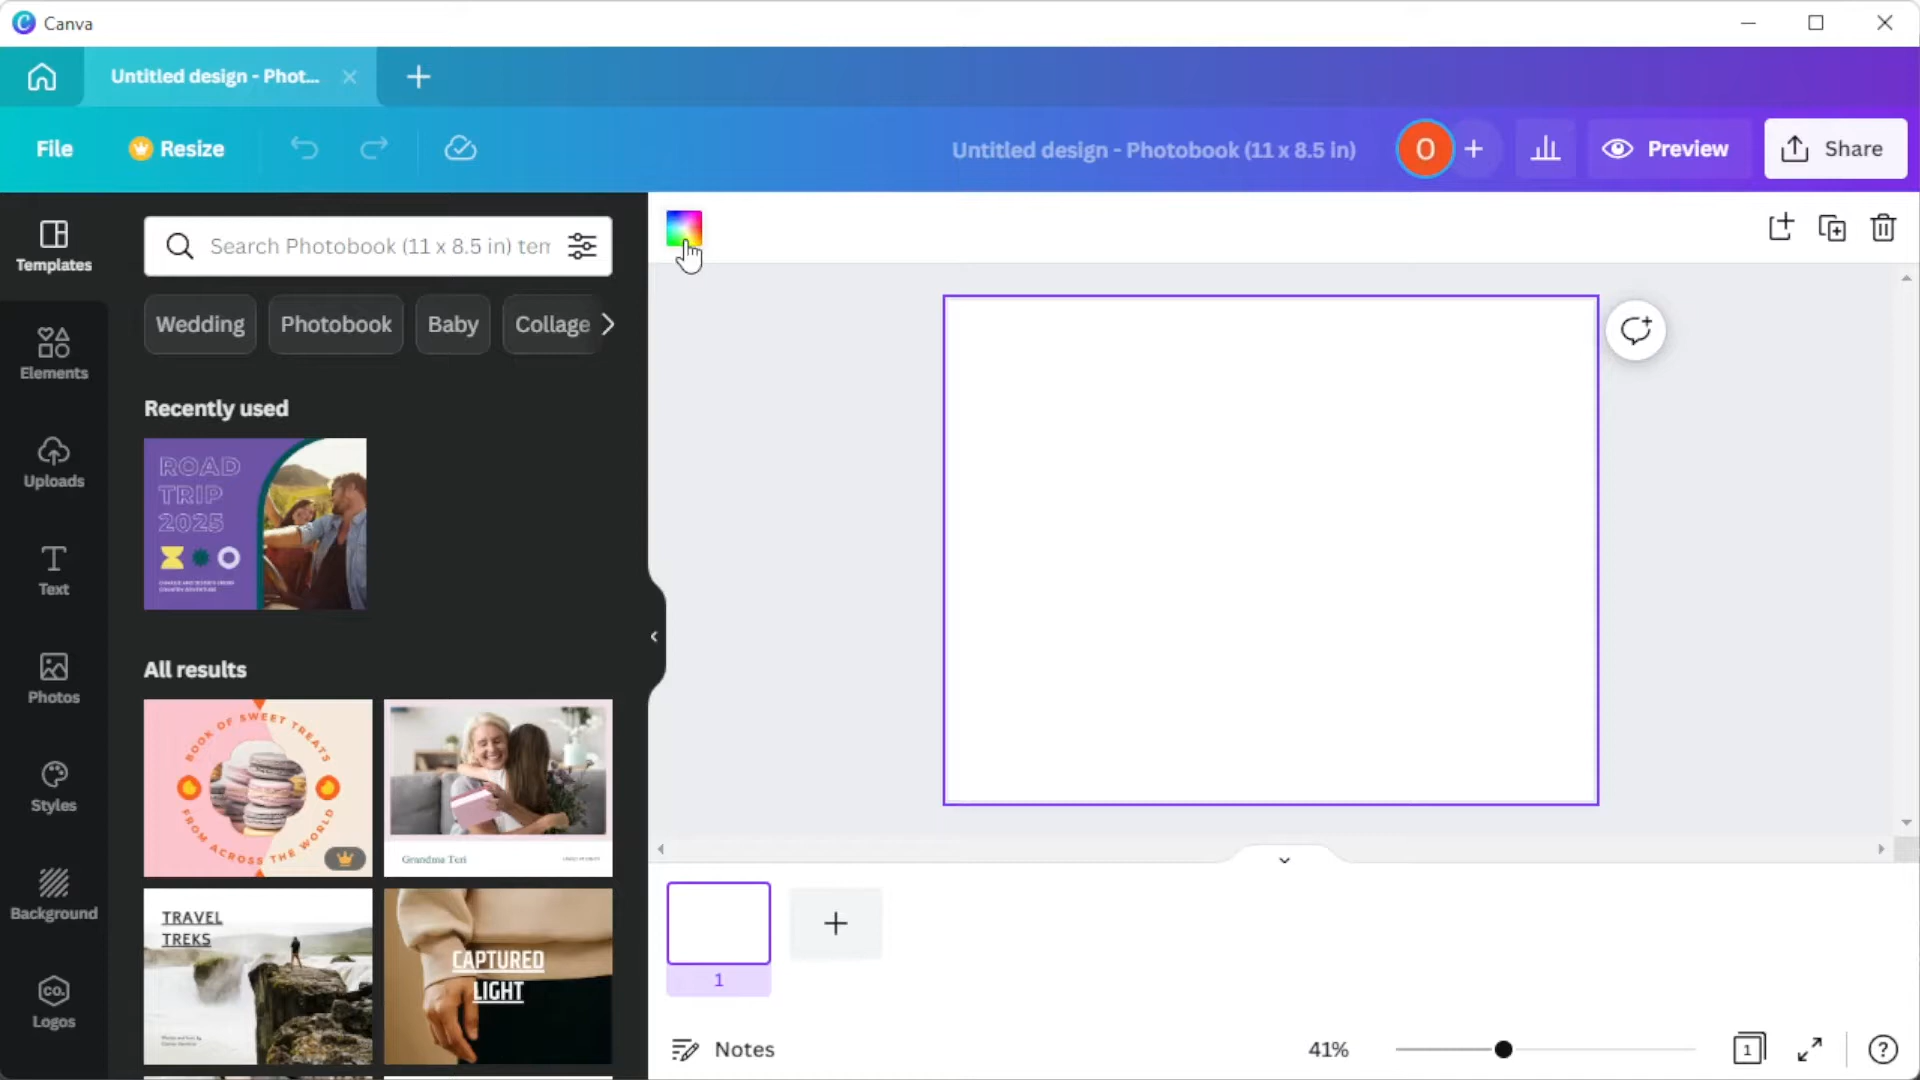 Canva
Untitled design - Phot...
File
Resize
Untitled design - Photobook (11 x 8.5 in)
O
Preview
Share
Templates
Search Photobook (11 x 8.5 in) tem
Wedding
Photobook
Baby
Collage
Elements
Recently used
ROAD
TRIP
2025
Uploads
Text
All results
Photos
BOOK OF SWEET TREATS
FROM ACROSS THE WORLD
Grandma Teri
Styles
Background
TRAVEL
TREKS
CAPTURED
LIGHT
CO.
Logos
1
Notes
41%
1
?